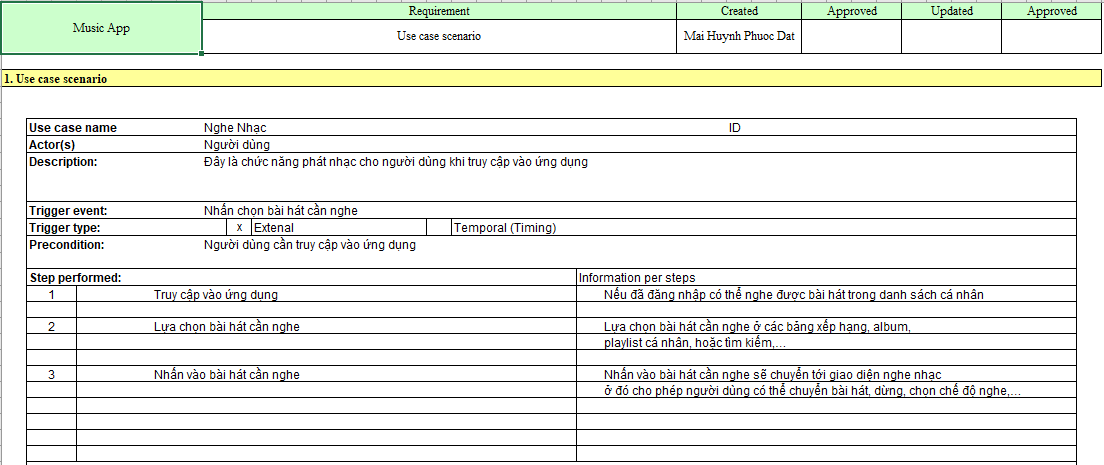 Music App
Requirement Created Approved Updated Approved
Use case scenario Mai Huynh Phuoc Dat
1. Use case scenario
Use case name Nghe Nhạc ID
Actor(s) Người dùng
Description: Đây là chức năng phát nhạc cho người dùng khi truy cập vào ứng dụng
Trigger event: Nhấn chọn bài hát cần nghe
Trigger type: x Extenal Temporal (Timing)
Precondition: Người dùng cần truy cập vào ứng dụng
Step performed: Information per steps
1 Truy cập vào ứng dụng Nếu đã đăng nhập có thể nghe được bài hát trong danh sách cá nhân
2 Lựa chọn bài hát cần nghe Lựa chọn bài hát cần nghe ở các bảng xếp hạng, album,
playlist cá nhân, hoặc tìm kiếm,...
3 Nhấn vào bài hát cần nghe Nhấn vào bài hát cần nghe sẽ chuyển tới giao diện nghe nhạc
ở đó cho phép người dùng có thể chuyển bài hát, dừng, chọn chế độ nghe,...